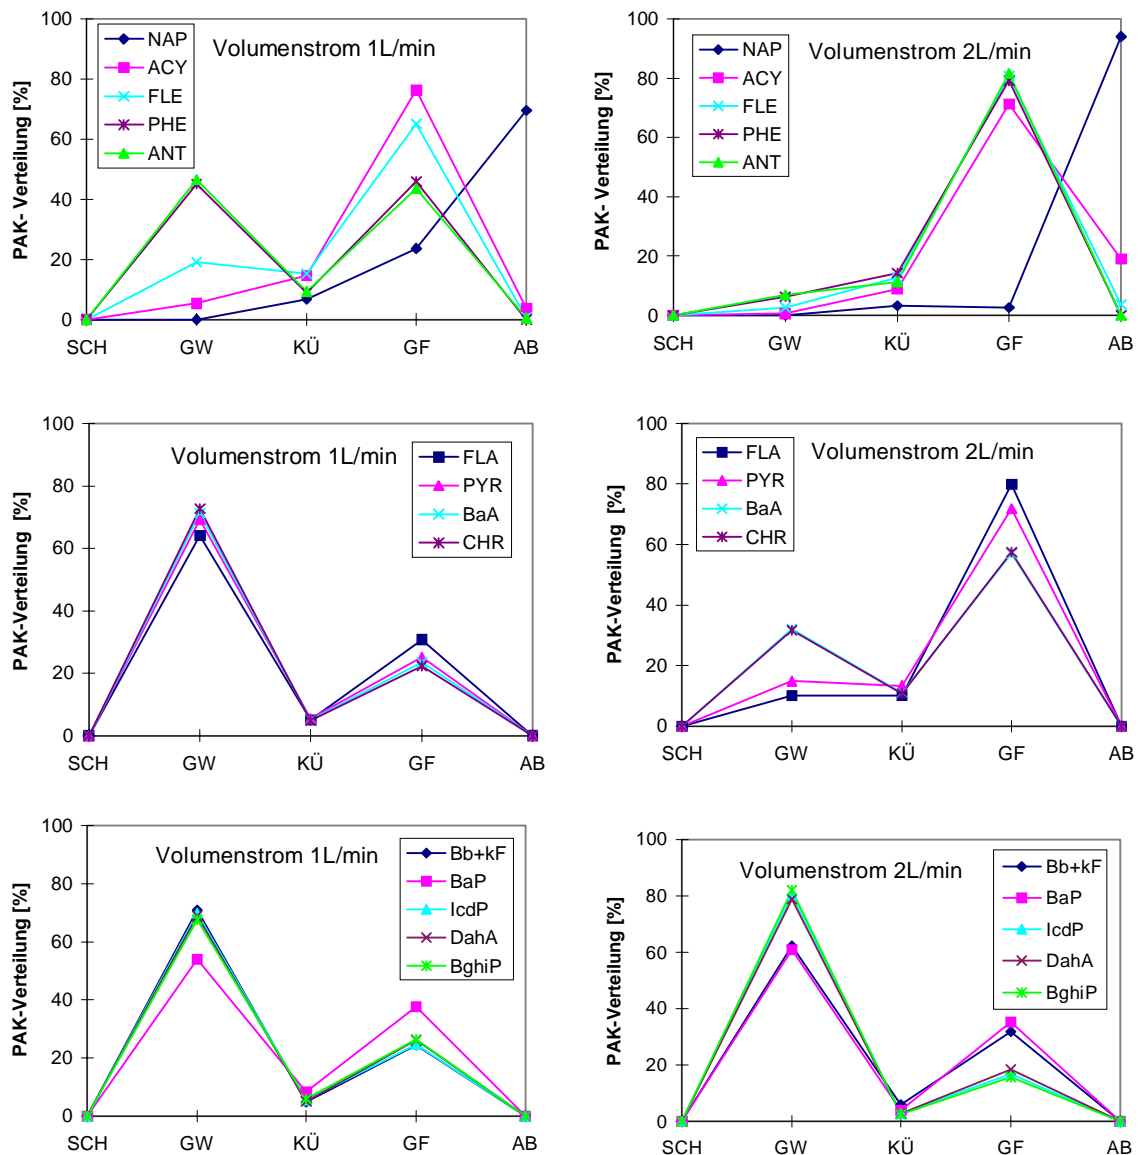 Volumenstrom 1L/min
NAP
ACY
FLE
PHE
ANT
PAK- Verteilung [%]
100
80
60
40
20
0
SCH GW KÜ GF AB
Volumenstrom 2L/min
NAP
ACY
FLE
PHE
ANT
PAK- Verteilung [%]
100
80
60
40
20
0
SCH GW KÜ GF AB
Volumenstrom 1L/min
FLA
PYR
BaA
CHR
PAK-Verteilung [%]
100
80
60
40
20
0
SCH GW KÜ GF AB
Volumenstrom 2L/min
FLA
PYR
BaA
CHR
PAK-Verteilung [%]
100
80
60
40
20
0
SCH GW KÜ GF AB
Volumenstrom 1L/min
Bb+kF
BaP
IcdP
DahA
BghiP
PAK-Verteilung [%]
100
80
60
40
20
0
SCH GW KÜ GF AB
Volumenstrom 2L/min
Bb+kF
BaP
IcdP
DahA
BghiP
PAK-Verteilung [%]
100
80
60
40
20
0
SCH GW KÜ GF AB